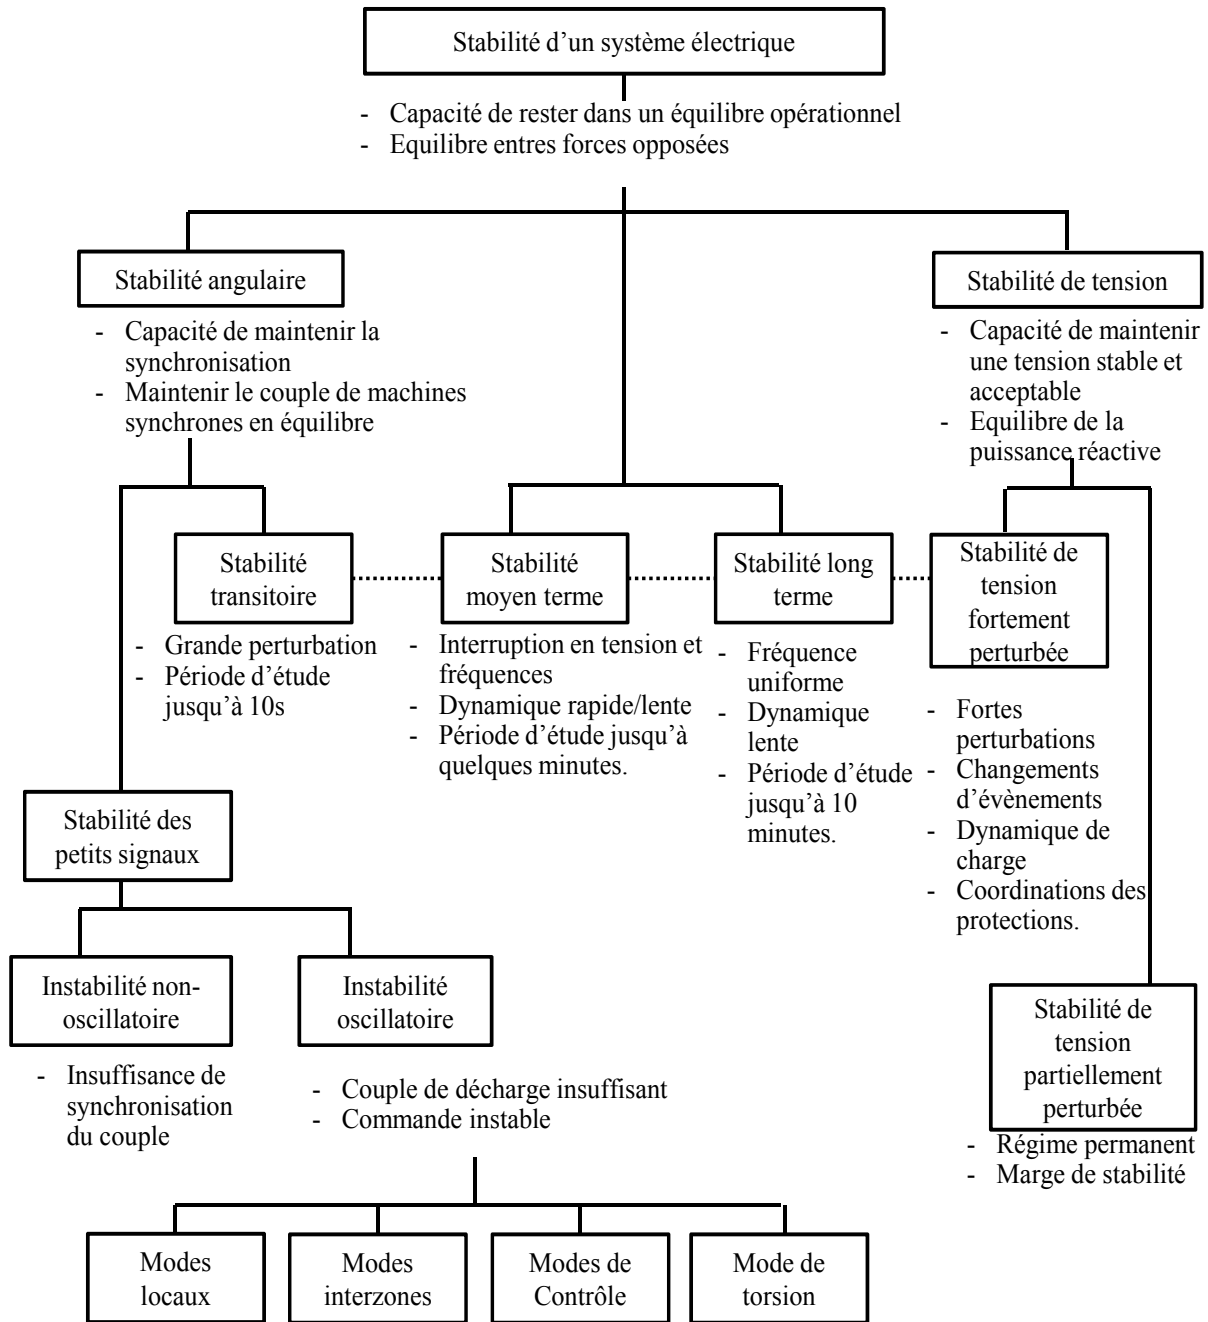 Stabilité d’un système électrique
- Capacité de rester dans un équilibre opérationnel
- Equilibre entres forces opposées
Stabilité angulaire
- Capacité de maintenir la
synchronisation
- Maintenir le couple de machines
synchrones en équilibre
Stabilité de tension
- Capacité de maintenir
une tension stable et
acceptable
- Equilibre de la
puissance réactive
Stabilité
transitoire
- Grande perturbation
- Période d’étude
jusqu’à 10s
Stabilité
moyen terme
- Interruption en tension et
fréquences
- Dynamique rapide/lente
- Période d’étude jusqu’à
quelques minutes.
Stabilité long
terme
- Fréquence
uniforme
- Dynamique
lente
- Période d’étude
jusqu’à 10
minutes.
Stabilité de
tension
fortement
perturbée
- Fortes
perturbations
- Changements
d’évènements
- Dynamique de
charge
- Coordinations des
protections.
Stabilité des
petits signaux
Instabilité non-
oscillatoire
- Insuffisance de
synchronisation
du couple
Instabilité
oscillatoire
- Couple de décharge insuffisant
- Commande instable
Stabilité de
tension
partiellement
perturbée
- Régime permanent
- Marge de stabilité
Modes
locaux
Modes
interzones
Modes de
Contrôle
Mode de
torsion